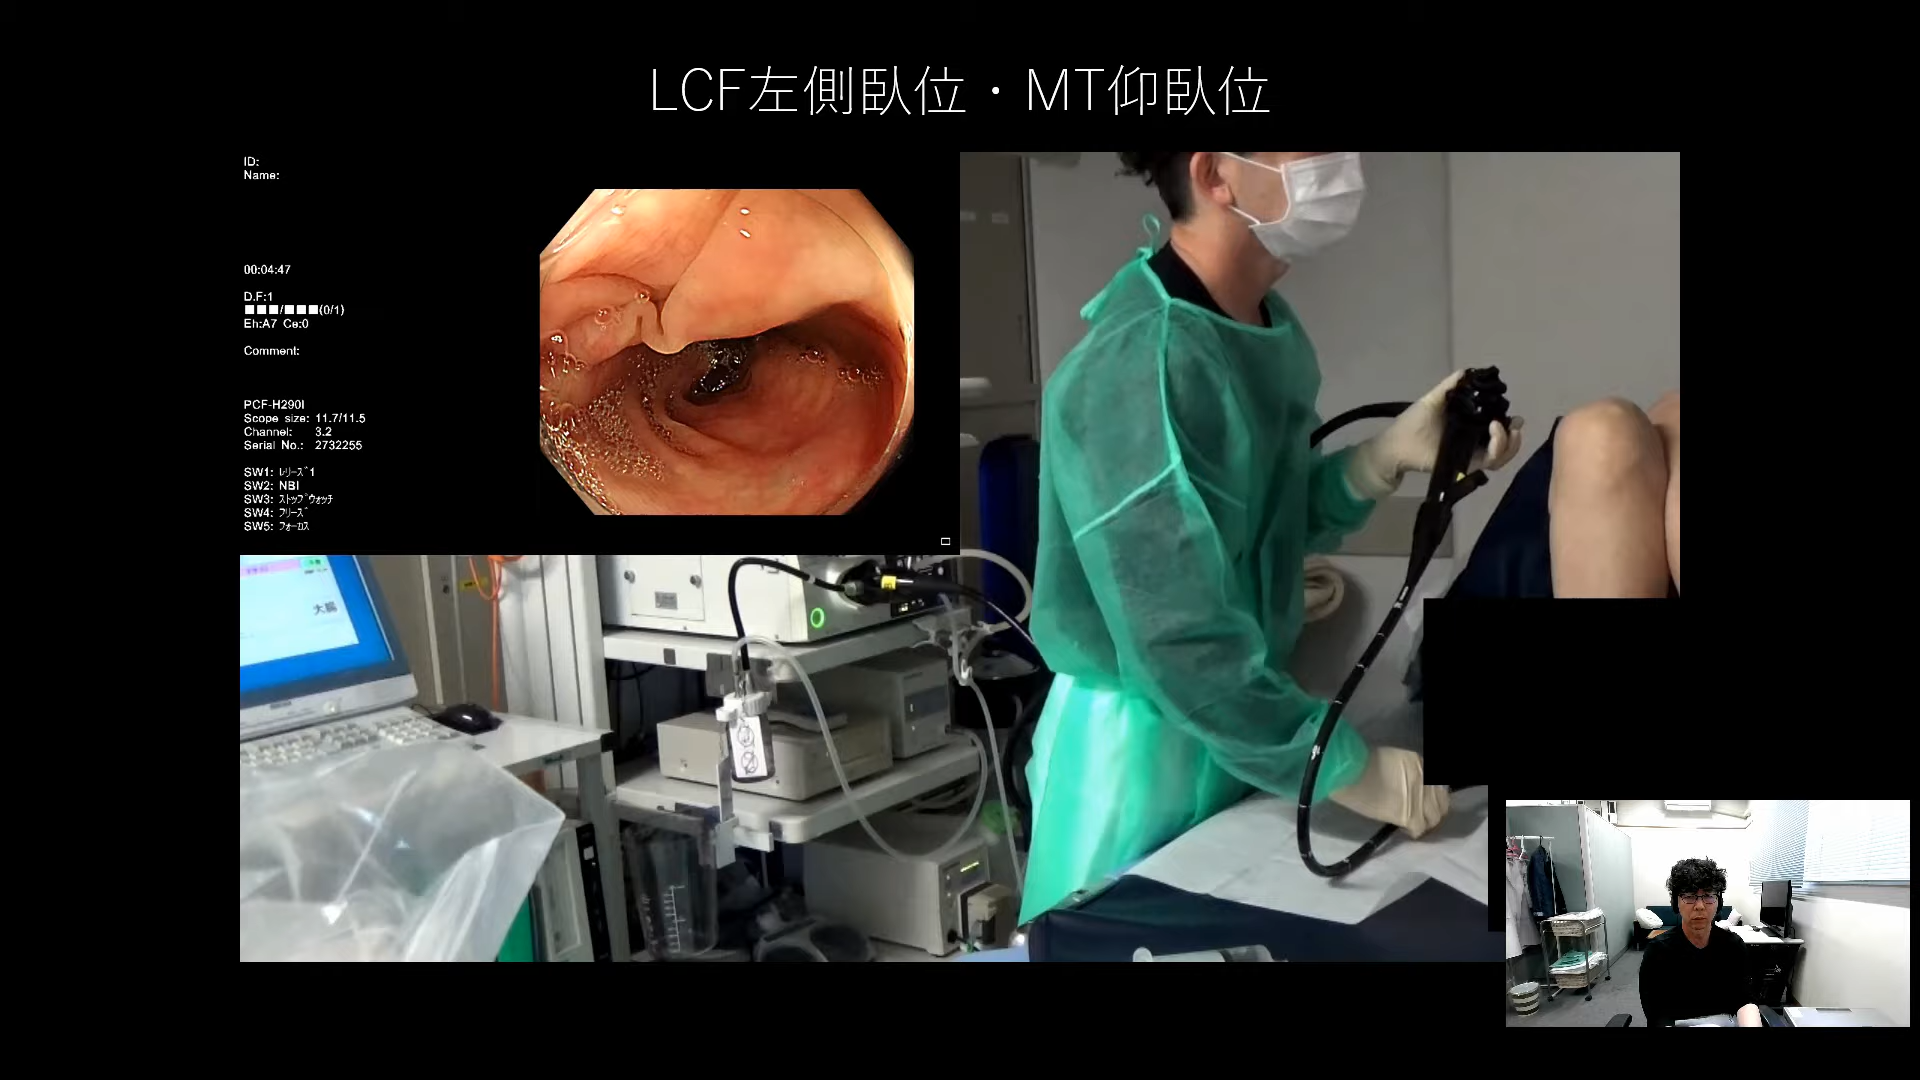 LCF左側臥位・MT仰臥位
ID:
Name:
00:04:47
D.F:1
■■■/■■■(0/1)
Eh:A7 Ce:0
Comment:
PCF-H290I
Scope size: 11.7/11.5
Channel: 3.2
Serial No.: 2732255
SW1: ﾚﾘｰｽﾞ1
SW2: NBI
SW3: ｽﾄｯﾌﾟｳｫｯﾁ
SW4: ﾌﾘｰｽﾞ
SW5: ﾌｫｰｶｽ
大腸